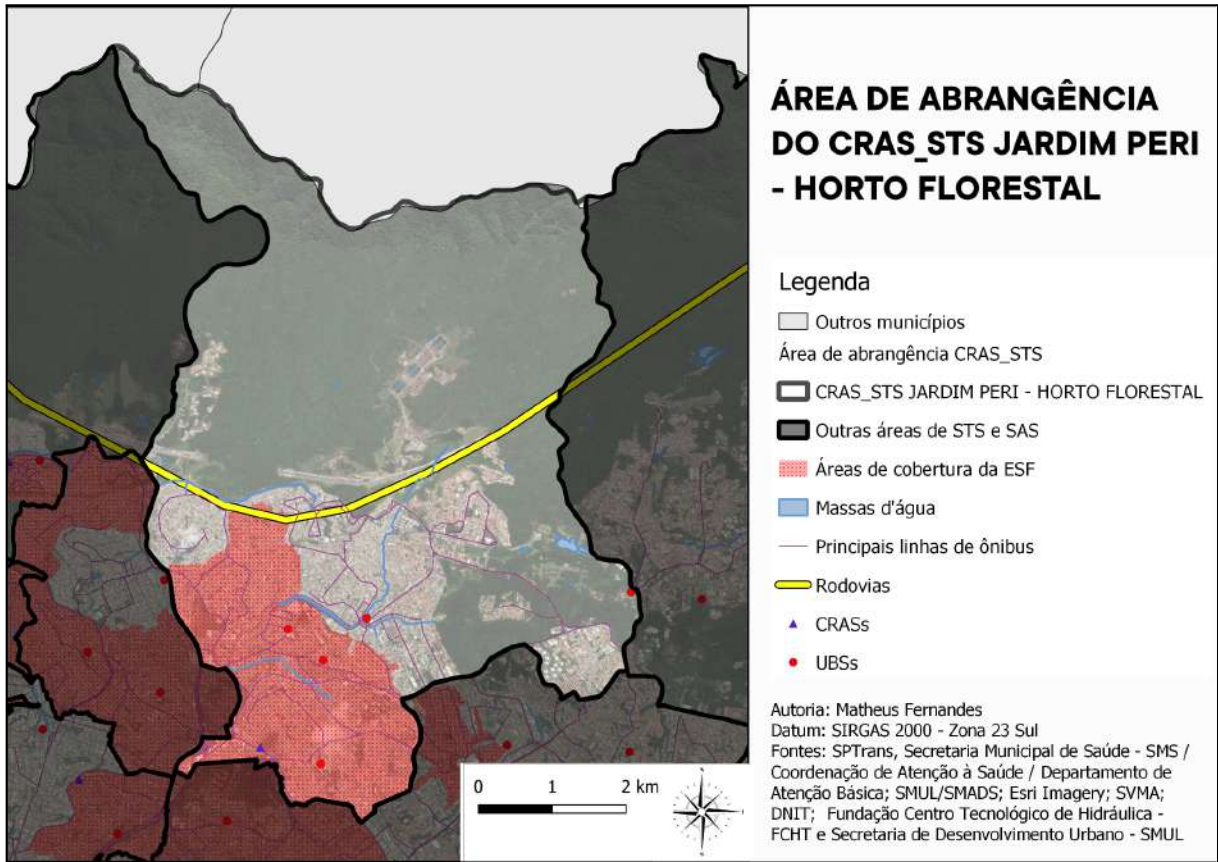 ÁREA DE ABRANGÊNCIA
DO CRAS_STS JARDIM PERI
- HORTO FLORESTAL
Legenda
Outros municípios
Área de abrangência CRAS_STS
CRAS_STS JARDIM PERI - HORTO FLORESTAL
Outras áreas de STS e SAS
Áreas de cobertura da ESF
Massas d'água
Principais linhas de ônibus
Rodovias
CRASs
UBSs
Autoria: Matheus Fernandes
Datum: SIRGAS 2000 - Zona 23 Sul
Fontes: SPTrans, Secretaria Municipal de Saúde - SMS /
Coordenação de Atenção à Saúde / Departamento de
Atenção Básica; SMUL/SMADS; Esri Imagery; SVMA;
DNIT; Fundação Centro Tecnológico de Hidráulica -
FCHT e Secretaria de Desenvolvimento Urbano - SMUL
0 1 2 km